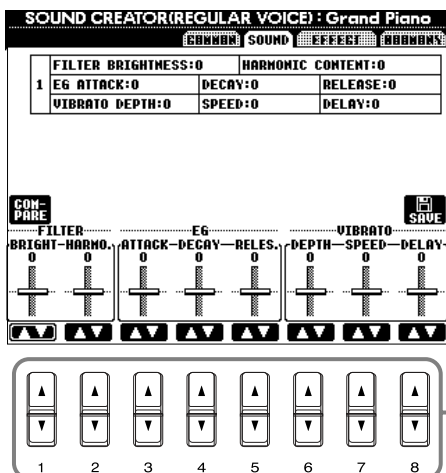 SOUND CREATOR(REGULAR VOICE) : Grand Piano
COMMON SOUND EFFECT HARMONY
FILTER BRIGHTNESS:0 HARMONIC CONTENT:0
1 EG ATTACK:0 DECAY:0 RELEASE:0
VIBRATO DEPTH:0 SPEED:0 DELAY:0
COM-
PARE
SAVE
FILTER EG VIBRATO
BRIGHT-HARMO. ATTACK-DECAY-RELES. DEPTH-SPEED-DELAY
0 0 0 0 0 0 0 0
1 2 3 4 5 6 7 8